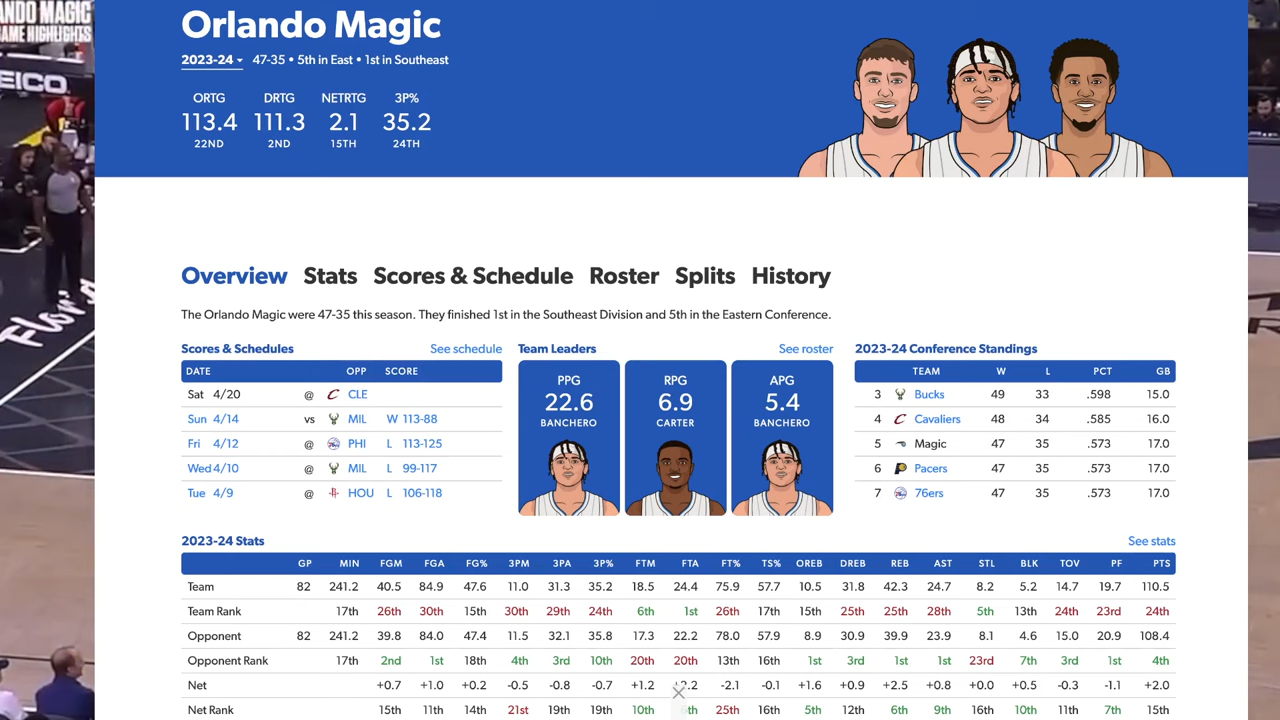 ANDO MAGIC
AME HIGHLIGHTS
EICO
Orlando Magic
2023-24 47-35 • 5th in East • 1st in Southeast
ORTG DRTG NETRTG 3P%
113.4 111.3 2.1 35.2
22ND 2ND 15TH 24TH
Overview Stats Scores & Schedule Roster Splits History
The Orlando Magic were 47-35 this season. They finished 1st in the Southeast Division and 5th in the Eastern Conference.
Scores & Schedules See schedule
DATE OPP SCORE
Sat 4/20 @ CLE
Sun 4/14 vs MIL W 113-88
Fri 4/12 @ PHI L 113-125
Wed 4/10 @ MIL L 99-117
Tue 4/9 @ HOU L 106-118
Team Leaders See roster
PPG RPG APG
22.6 6.9 5.4
BANCHERO CARTER BANCHERO
2023-24 Conference Standings
TEAM W L PCT GB
3 Bucks 49 33 .598 15.0
4 Cavaliers 48 34 .585 16.0
5 Magic 47 35 .573 17.0
6 Pacers 47 35 .573 17.0
7 76ers 47 35 .573 17.0
2023-24 Stats See stats
GP MIN FGM FGA FG% 3PM 3PA 3P% FTM FTA FT% TS% OREB DREB REB AST STL BLK TOV PF PTS
Team 82 241.2 40.5 84.9 47.6 11.0 31.3 35.2 18.5 24.4 75.9 57.7 10.5 31.8 42.3 24.7 8.2 5.2 14.7 19.7 110.5
Team Rank 17th 26th 30th 15th 30th 29th 24th 6th 1st 26th 17th 15th 25th 25th 28th 5th 13th 24th 23rd 24th
Opponent 82 241.2 39.8 84.0 47.4 11.5 32.1 35.8 17.3 22.2 78.0 57.9 8.9 30.9 39.9 23.9 8.1 4.6 15.0 20.9 108.4
Opponent Rank 17th 2nd 1st 18th 4th 3rd 10th 20th 20th 13th 16th 1st 3rd 1st 1st 23rd 7th 3rd 1st 4th
Net +0.7 +1.0 +0.2 -0.5 -0.8 -0.7 +1.2 +2.2 -2.1 -0.1 +1.6 +0.9 +2.5 +0.8 +0.0 +0.5 -0.3 -1.1 +2.0
Net Rank 15th 11th 14th 21st 19th 19th 10th 25th 16th 5th 12th 6th 9th 16th 10th 11th 7th 15th